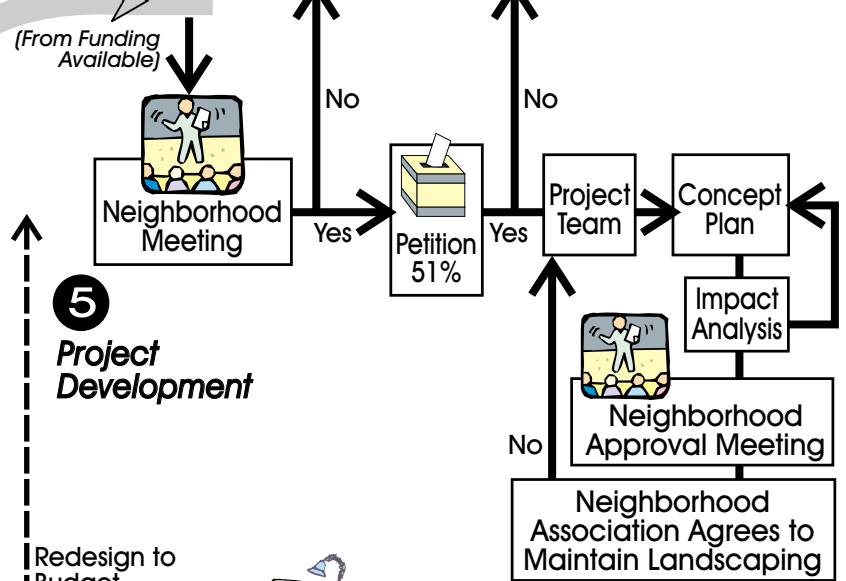 (From Funding
Available)
No
No
Neighborhood
Meeting
Yes
Petition
51%
Yes
Project
Team
Concept
Plan
5
Project
Development
Impact
Analysis
Neighborhood
Approval Meeting
No
Neighborhood
Association Agrees to
Maintain Landscaping
Redesign to
Budget